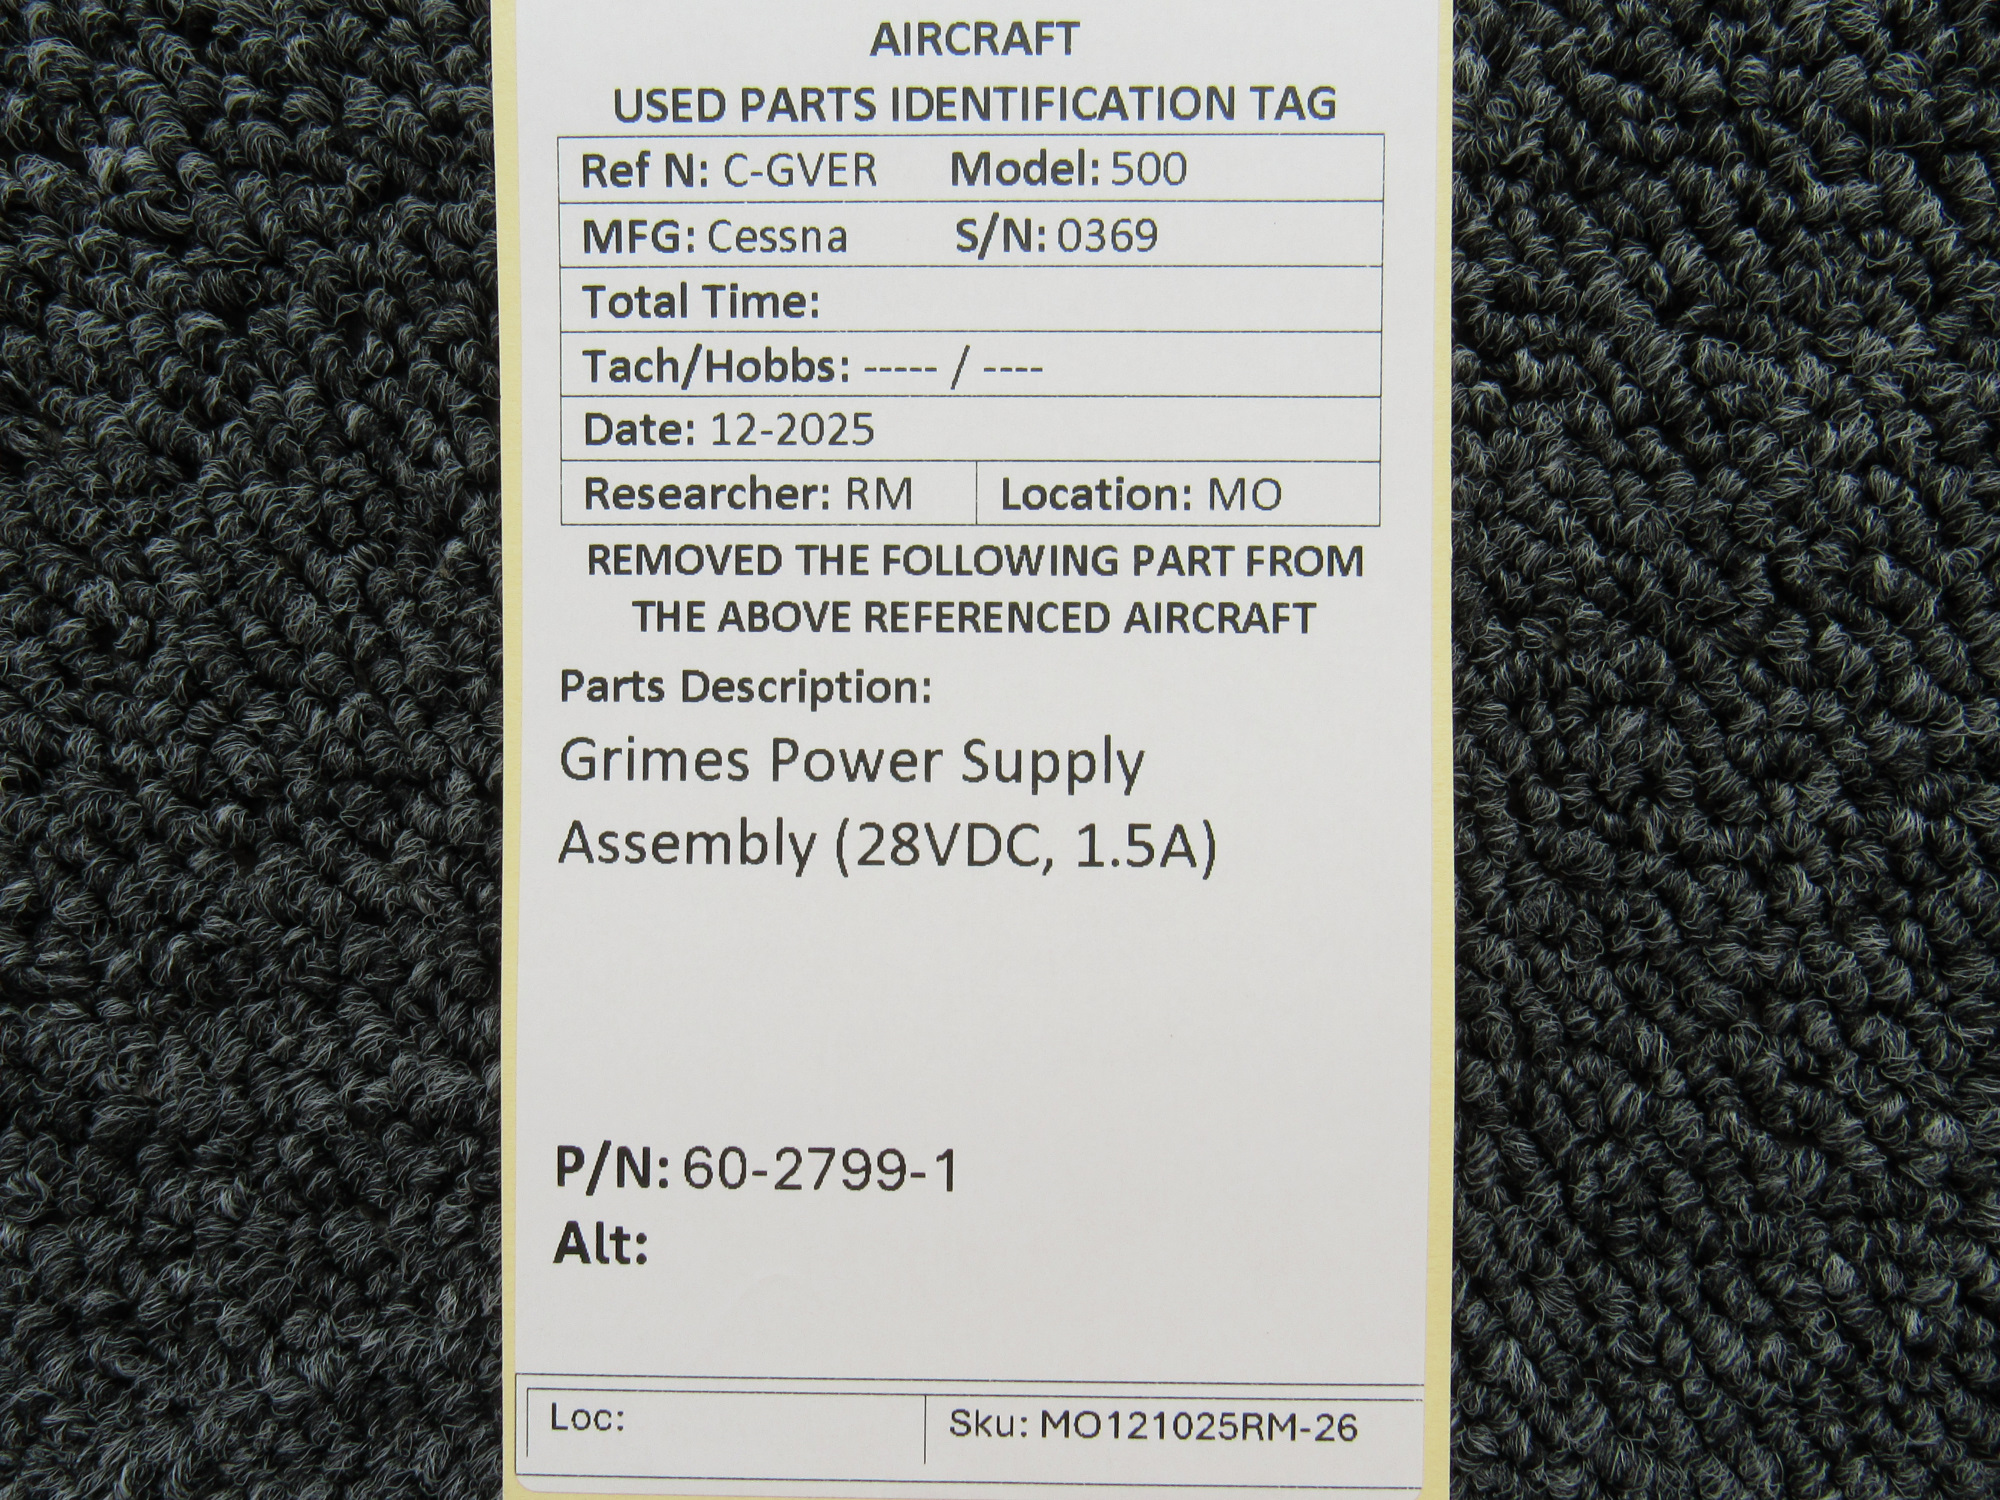 AIRCRAFT
USED PARTS IDENTIFICATION TAG
Ref N: C-GVER Model: 500
MFG: Cessna S/N: 0369
Total Time:
Tach/Hobbs: ----- / ----
Date: 12-2025
Researcher: RM Location: MO
REMOVED THE FOLLOWING PART FROM
THE ABOVE REFERENCED AIRCRAFT
Parts Description:
Grimes Power Supply
Assembly (28VDC, 1.5A)
P/N: 60-2799-1
Alt:
Loc: Sku: MO121025RM-26